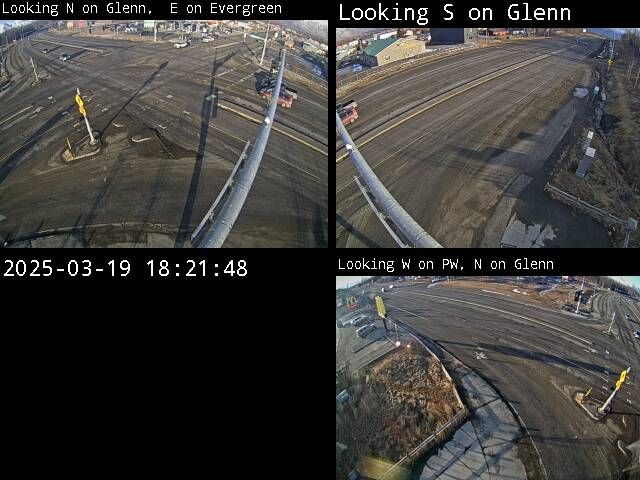 Looking N on Glenn,  E on Evergreen
Looking S on Glenn
2025-03-19 18:21:48
Looking W on PW, N on Glenn